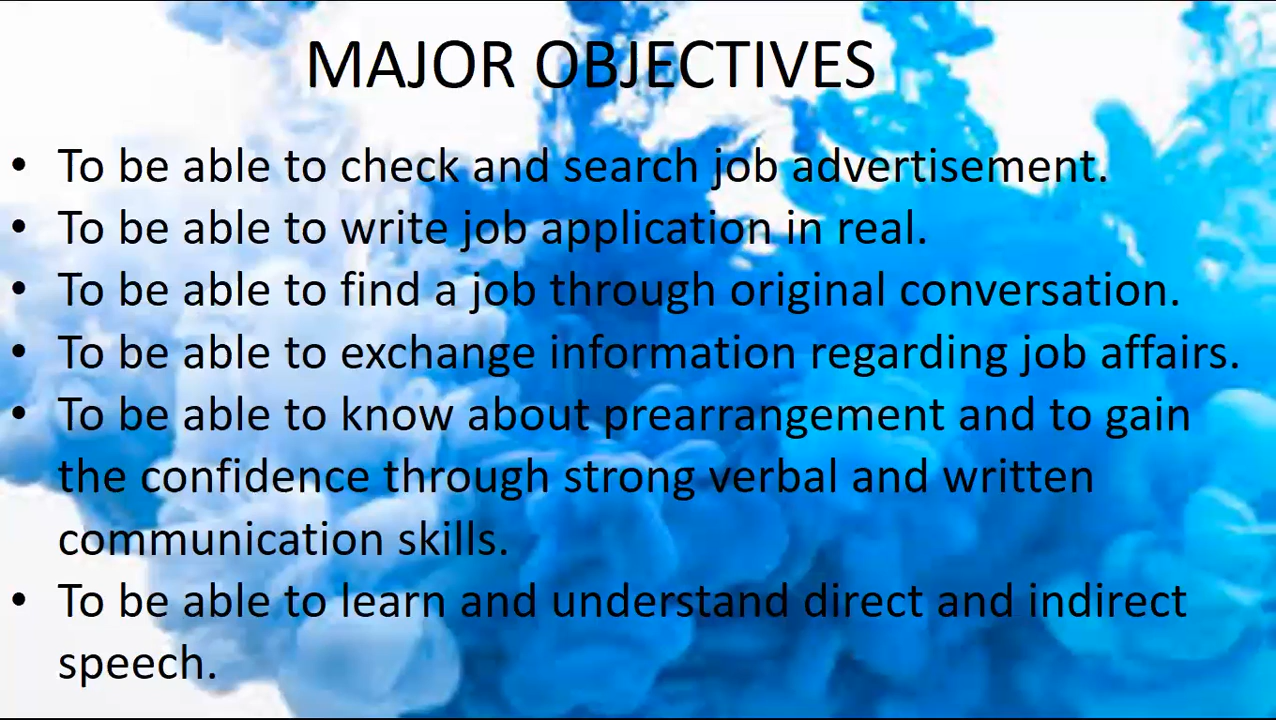 MAJOR OBJECTIVES
• To be able to check and search job advertisement.
• To be able to write job application in real.
• To be able to find a job through original conversation.
• To be able to exchange information regarding job affairs.
• To be able to know about prearrangement and to gain
the confidence through strong verbal and written
communication skills.
• To be able to learn and understand direct and indirect
speech.